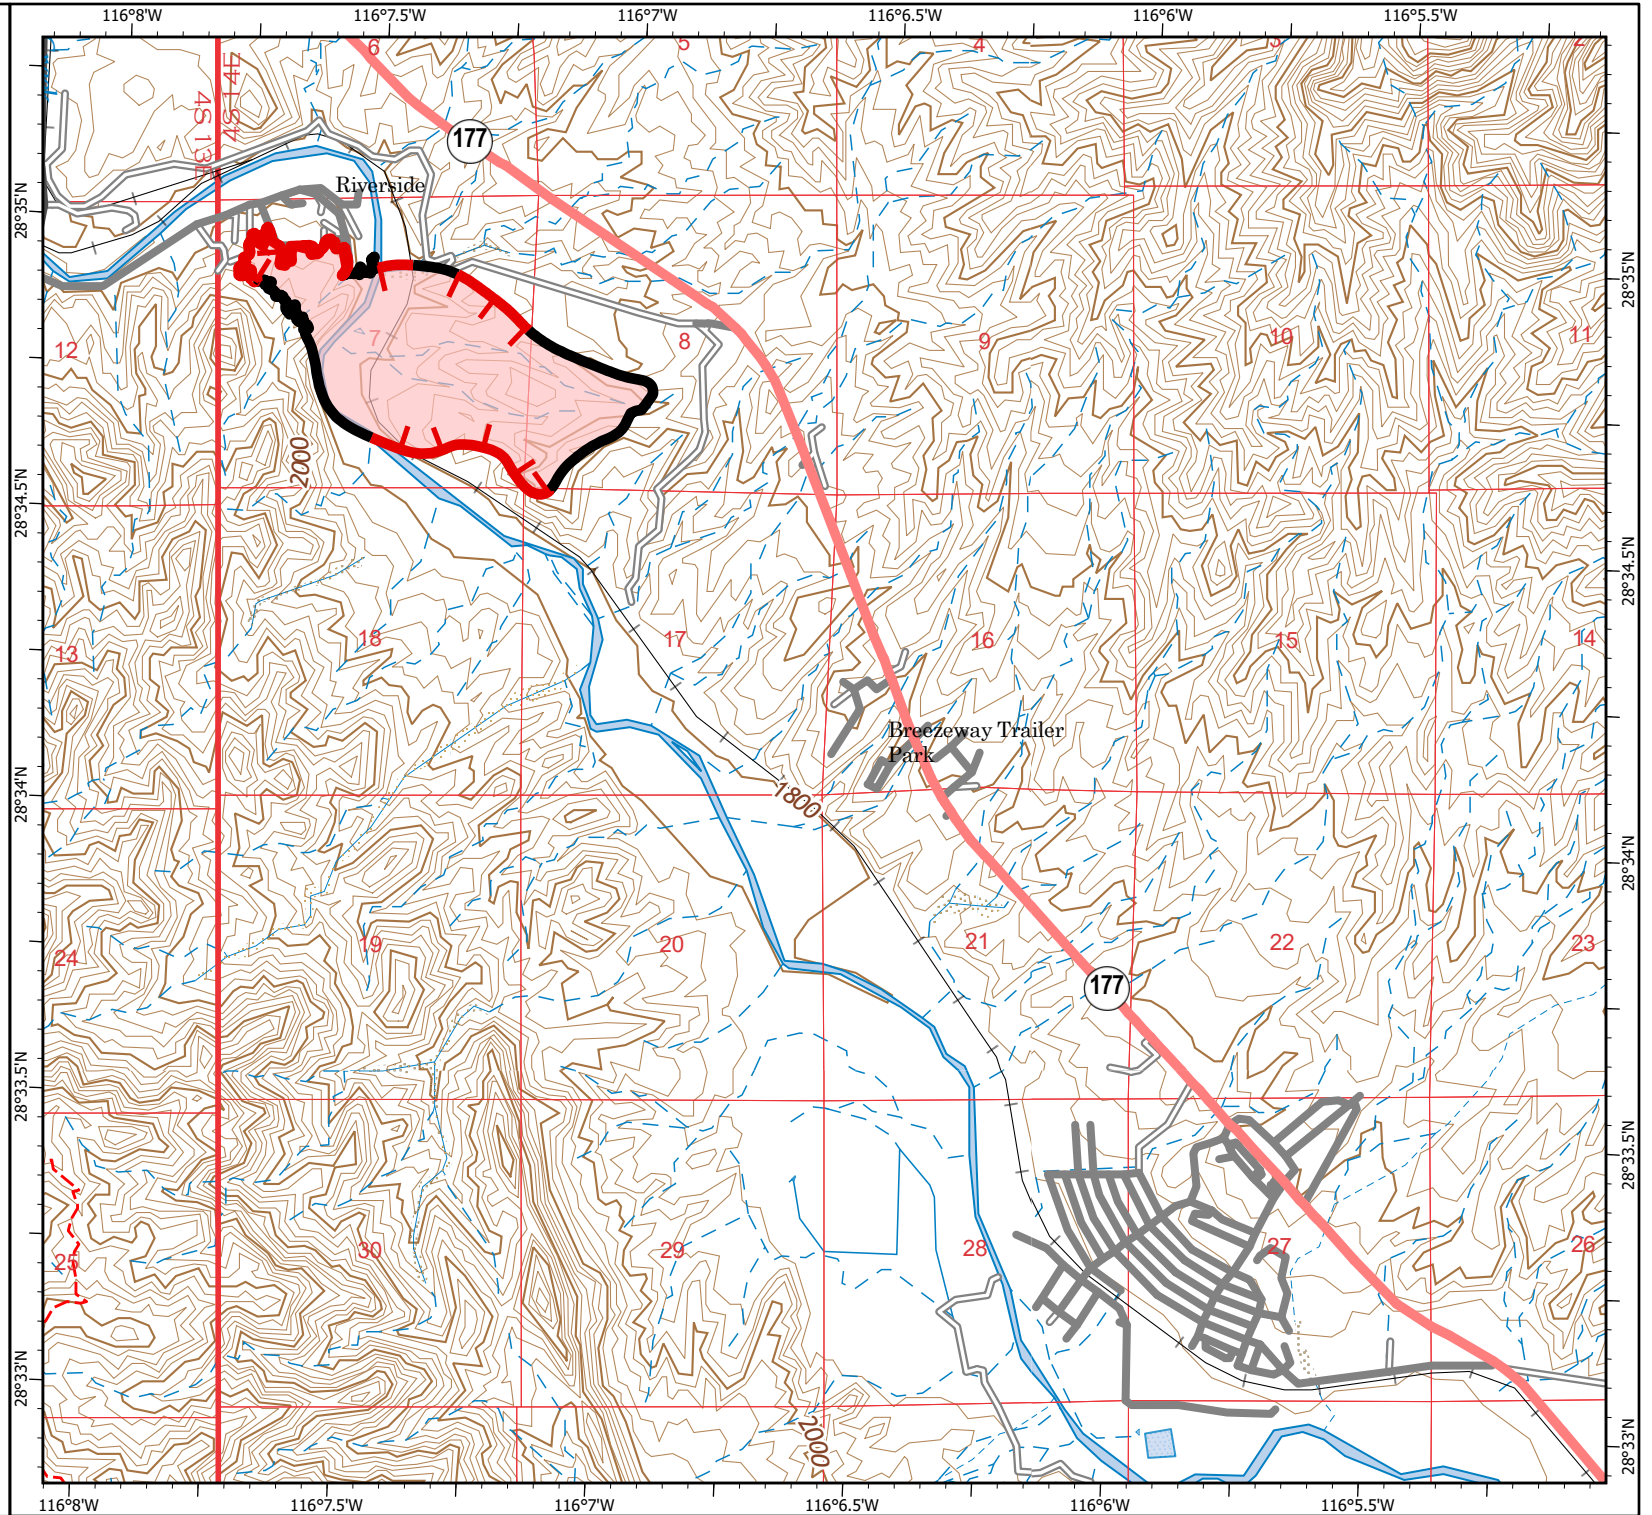 116°8'W 116°7.5'W 116°7'W 116°6.5'W 116°6'W 116°5.5'W
6 5 4 3 2
4S 13E
4S 14E
177
Riverside
28°35'N
28°35'N
12 7 8 9 10 11
2000
28°34.5'N
28°34.5'N
13 18 17 16 15 14
Breezeway Trailer
Park
28°34'N
1800
28°34'N
24 19 20 21 22 23
177
28°33.5'N
28°33.5'N
25 30 29 28 27 26
28°33'N
2000
28°33'N
116°8'W 116°7.5'W 116°7'W 116°6.5'W 116°6'W 116°5.5'W